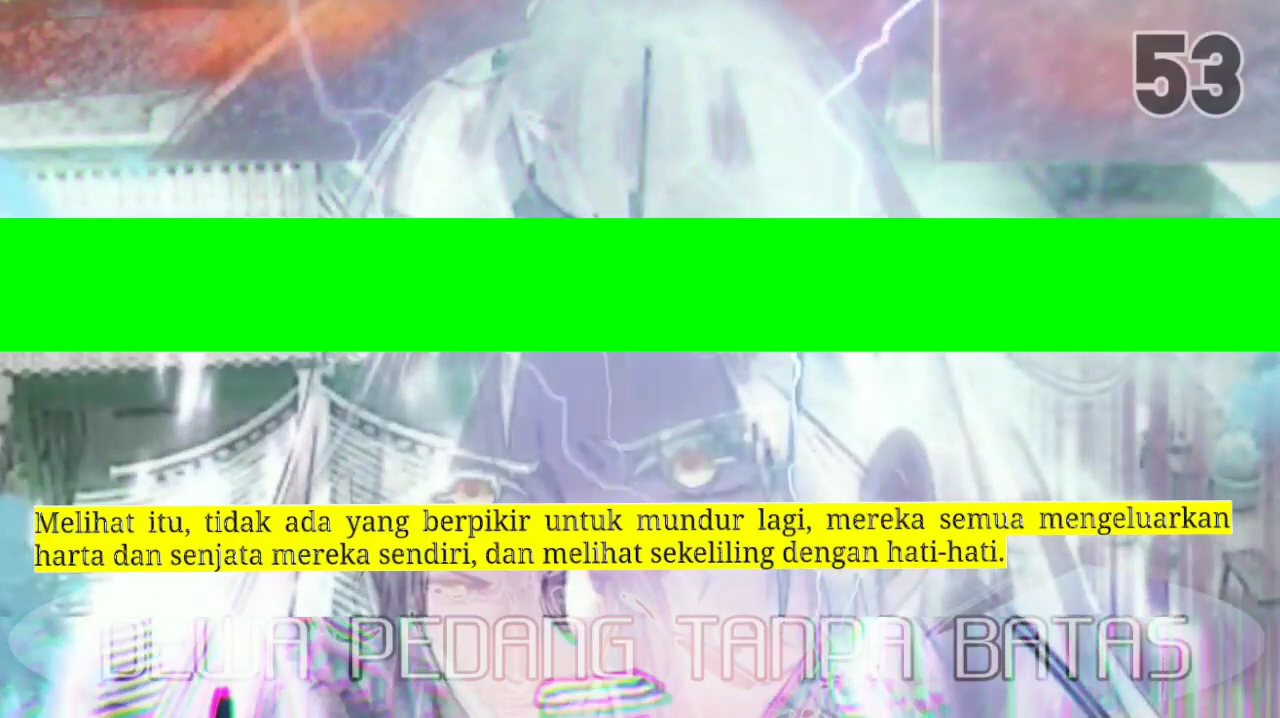 53
Melihat itu, tidak ada yang berpikir untuk mundur lagi, mereka semua mengeluarkan
harta dan senjata mereka sendiri, dan melihat sekeliling dengan hati-hati.
DEWA PEDANG TANPA BATAS